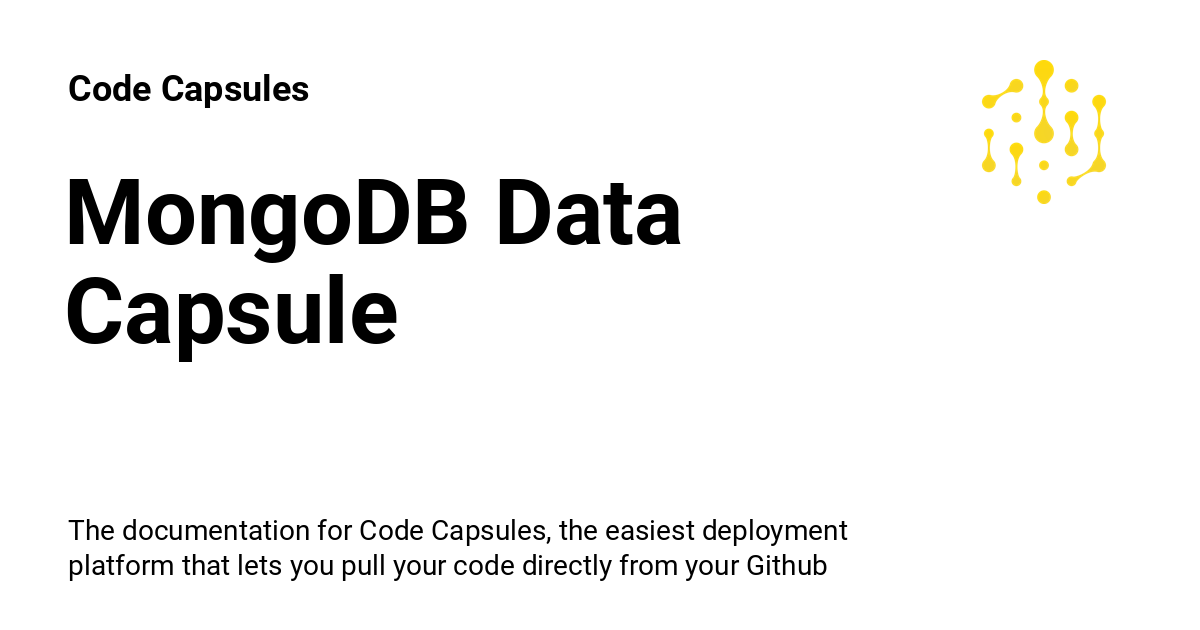 Code Capsules
MongoDB Data
Capsule
The documentation for Code Capsules, the easiest deployment
platform that lets you pull your code directly from your Github